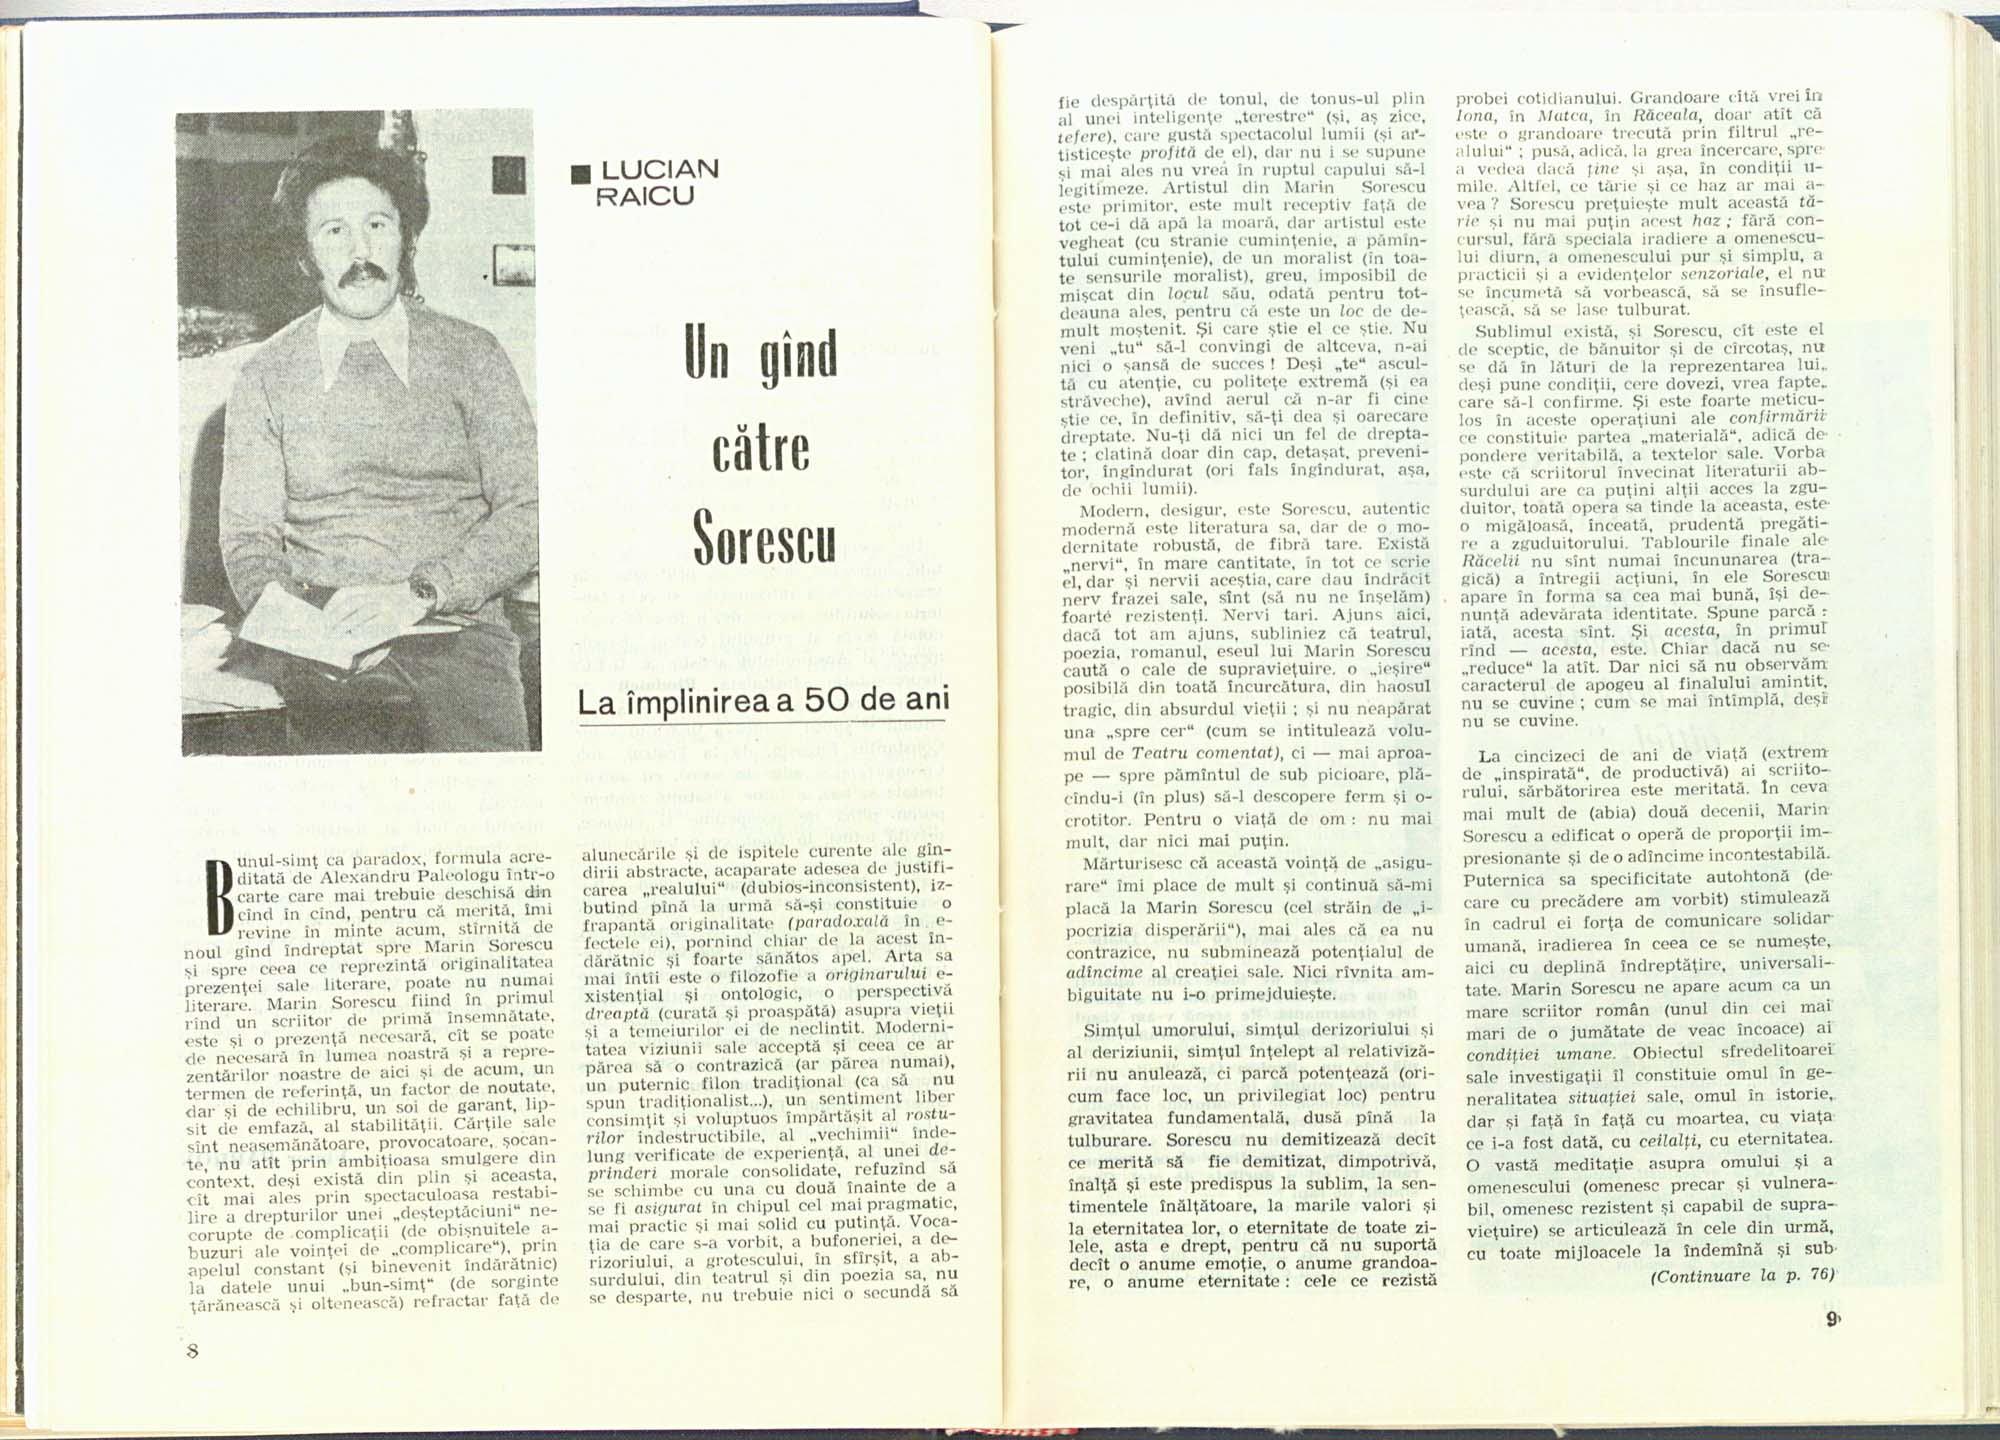 ■ LUCIAN
RAICU
Un gînd
către
Sorescu
La împlinirea a 50 de ani
Bunul-simț ca paradox, formula acre-
ditată de Alexandru Paleologu într-o
carte care mai trebuie deschisă din
cînd în cînd, pentru că merită, îmi
revine în minte acum, stîrnită de
noul gînd îndreptat spre Marin Sorescu
și spre ceea ce reprezintă originalitatea
prezenței sale literare, poate nu numai
literare. Marin Sorescu fiind în primul
rînd un scriitor de primă însemnătate,
este și o prezență necesară, cît se poate
de necesară în lumea noastră și a repre-
zentărilor noastre de aici și de acum, un
termen de referință, un factor de noutate,
dar și de echilibru, un soi de garant, lip-
sit de emfază, al stabilității. Cărțile sale
sînt neasemănătoare, provocatoare, șocan-
te, nu atît prin ambițioasa smulgere din
context, deși există din plin și aceasta,
cît mai ales prin spectaculoasa restabi-
lire a drepturilor unei „deșteptăciuni“ ne-
corupte de complicații (de obișnuitele a-
buzuri ale voinței de „complicare“), prin
apelul constant (și binevenit îndărătnic)
la datele unui „bun-simț“ (de sorginte
țărănească și oltenească) refractar față de
alunecările și de ispitele curente ale gîn-
dirii abstracte, acaparate adesea de justifi-
carea „realului“ (dubios-inconsistent), iz-
butind pînă la urmă să-și constituie o
frapantă originalitate (paradoxală în e-
fectele ei), pornind chiar de la acest în-
dărătnic și foarte sănătos apel. Arta sa
mai întîi este o filozofie a originarului e-
xistențial și ontologic, o perspectivă
dreaptă (curată și proaspătă) asupra vieții
și a temeiurilor ei de neclintit. Moderni-
tatea viziunii sale acceptă și ceea ce ar
părea să o contrazică (ar părea numai),
un puternic filon tradițional (ca să nu
spun tradiționalist...), un sentiment liber
consimțit și voluptuos împărtășit al rostu-
rilor indestructibile, al „vechimii“ înde-
lung verificate de experiență, al unei de-
prinderi morale consolidate, refuzînd să
se schimbe cu una cu două înainte de a
se fi asigurat în chipul cel mai pragmatic,
mai practic și mai solid cu putință. Voca-
ția de care s-a vorbit, a bufoneriei, a de-
rizoriului, a grotescului, în sfîrșit, a ab-
surdului, din teatrul și din poezia sa, nu
se desparte, nu trebuie nici o secundă să
8
fie despărțită de tonul, de tonus-ul plin
al unei inteligențe „terestre“ (și, aș zice,
tefere), care gustă spectacolul lumii (și ar-
tisticește profită de el), dar nu i se supune
și mai ales nu vrea în ruptul capului să-l
legitimeze. Artistul din Marin Sorescu
este primitor, este mult receptiv față de
tot ce-i dă apă la moară, dar artistul este
vegheat (cu stranie cumințenie, a pămîn-
tului cumințenie), de un moralist (în toa-
te sensurile moralist), greu, imposibil de
mișcat din locul său, odată pentru tot-
deauna ales, pentru că este un loc de de-
mult moștenit. Și care știe el ce știe. Nu
veni „tu“ să-l convingi de altceva, n-ai
nici o șansă de succes ! Deși „te“ ascul-
tă cu atenție, cu politețe extremă (și ea
străveche), avînd aerul că n-ar fi cine
știe ce, în definitiv, să-ți dea și oarecare
dreptate. Nu-ți dă nici un fel de drepta-
te ; clatină doar din cap, detașat, preveni-
tor, îngîndurat (ori fals îngîndurat, așa,
de ochii lumii).
Modern, desigur, este Sorescu, autentic
modernă este literatura sa, dar de o mo-
dernitate robustă, de fibră tare. Există
„nervi“, în mare cantitate, în tot ce scrie
el, dar și nervii aceștia, care dau îndrăcit
nerv frazei sale, sînt (să nu ne înșelăm)
foarte rezistenți. Nervi tari. Ajuns aici,
dacă tot am ajuns, subliniez că teatrul,
poezia, romanul, eseul lui Marin Sorescu
caută o cale de supraviețuire. o „ieșire“
posibilă din toată încurcătura, din haosul
tragic, din absurdul vieții ; și nu neapărat
una „spre cer“ (cum se intitulează volu-
mul de Teatru comentat), ci — mai aproa-
pe — spre pămîntul de sub picioare, plă-
cîndu-i (în plus) să-l descopere ferm și o-
crotitor. Pentru o viață de om : nu mai
mult, dar nici mai puțin.
Mărturisesc că această voință de „asigu-
rare“ îmi place de mult și continuă să-mi
placă la Marin Sorescu (cel străin de „i-
pocrizia disperării“), mai ales că ea nu
contrazice, nu subminează potențialul de
adîncime al creației sale. Nici rîvnita am-
biguitate nu i-o primejduiește.
Simțul umorului, simțul derizoriului și
al deriziunii, simțul înțelept al relativiză-
rii nu anulează, ci parcă potențează (ori-
cum face loc, un privilegiat loc) pentru
gravitatea fundamentală, dusă pînă la
tulburare. Sorescu nu demitizează decît
ce merită să fie demitizat, dimpotrivă,
înalță și este predispus la sublim, la sen-
timentele înălțătoare, la marile valori și
la eternitatea lor, o eternitate de toate zi-
lele, asta e drept, pentru că nu suportă
decît o anume emoție, o anume grandoa-
re, o anume eternitate : cele ce rezistă
probei cotidianului. Grandoare cîtă vrei în
Iona, în Matca, în Răceala, doar atît că
este o grandoare trecută prin filtrul „re-
alului“ ; pusă, adică, la grea încercare, spre
a vedea dacă ține și așa, în condiții u-
mile. Altfel, ce tărie și ce haz ar mai a-
vea ? Sorescu prețuiește mult această tă-
rie și nu mai puțin acest haz ; fără con-
cursul, fără speciala iradiere a omenescu-
lui diurn, a omenescului pur și simplu, a
practicii și a evidențelor senzoriale, el nu
se încumetă să vorbească, să se însufle-
țească, să se lase tulburat.
Sublimul există, și Sorescu, cît este el
de sceptic, de bănuitor și de cîrcotaș, nu
se dă în lături de la reprezentarea lui,
deși pune condiții, cere dovezi, vrea fapte,
care să-l confirme. Și este foarte meticu-
los în aceste operațiuni ale confirmării
ce constituie partea „materială“, adică de
pondere veritabilă, a textelor sale. Vorba
este că scriitorul învecinat literaturii ab-
surdului are ca puțini alții acces la zgu-
duitor, toată opera sa tinde la aceasta, este
o migăloasă, înceată, prudentă pregăti-
re a zguduitorului. Tablourile finale ale
Răcelii nu sînt numai încununarea (tra-
gică) a întregii acțiuni, în ele Sorescu
apare în forma sa cea mai bună, își de-
nunță adevărata identitate. Spune parcă :
iată, acesta sînt. Și acesta, în primul
rînd — acesta, este. Chiar dacă nu se
„reduce“ la atît. Dar nici să nu observăm
caracterul de apogeu al finalului amintit,
nu se cuvine ; cum se mai întîmplă, deși
nu se cuvine.
La cincizeci de ani de viață (extrem
de „inspirată“, de productivă) ai scriito-
rului, sărbătorirea este meritată. În ceva
mai mult de (abia) două decenii, Marin
Sorescu a edificat o operă de proporții im-
presionante și de o adîncime incontestabilă.
Puternica sa specificitate autohtonă (de
care cu precădere am vorbit) stimulează
în cadrul ei forța de comunicare solidar
umană, iradierea în ceea ce se numește,
aici cu deplină îndreptățire, universali-
tate. Marin Sorescu ne apare acum ca un
mare scriitor român (unul din cei mai
mari de o jumătate de veac încoace) ai
condiției umane. Obiectul sfredelitoarei
sale investigații îl constituie omul în ge-
neralitatea situației sale, omul în istorie,
dar și față în față cu moartea, cu viața
ce i-a fost dată, cu ceilalți, cu eternitatea.
O vastă meditație asupra omului și a
omenescului (omenesc precar și vulnera-
bil, omenesc rezistent și capabil de supra-
viețuire) se articulează în cele din urmă,
cu toate mijloacele la îndemînă și sub
(Continuare la p. 76)
9